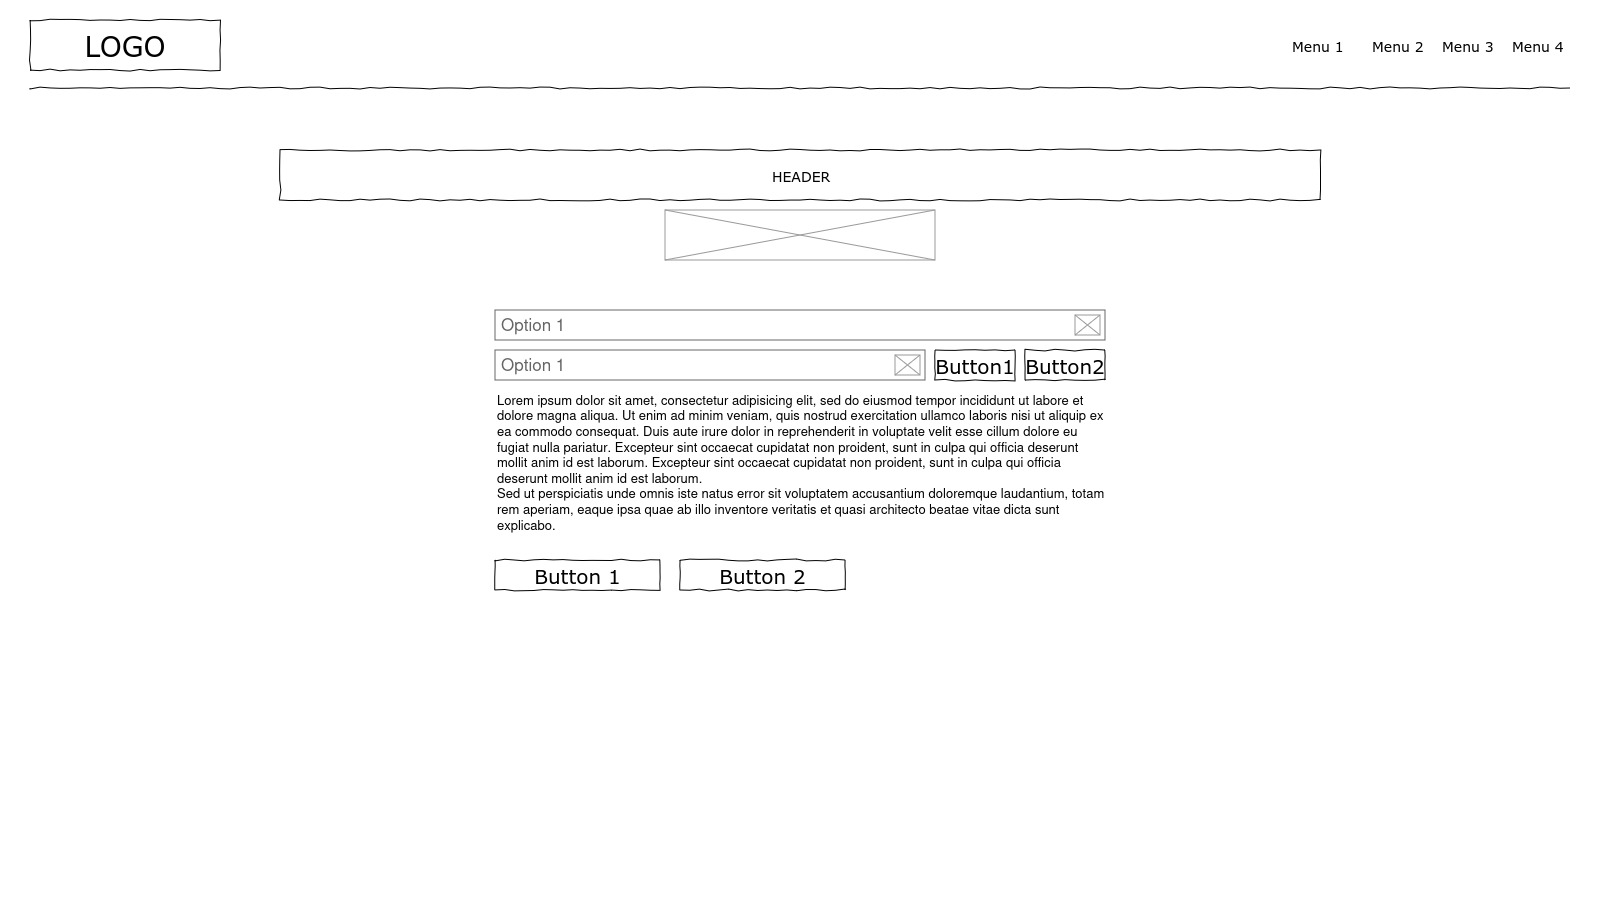 LOGO
Menu 1 Menu 2 Menu 3 Menu 4
HEADER
Option 1
Option 1 Button1 Button2
Lorem ipsum dolor sit amet, consectetur adipisicing elit, sed do eiusmod tempor incididunt ut labore et
dolore magna aliqua. Ut enim ad minim veniam, quis nostrud exercitation ullamco laboris nisi ut aliquip ex
ea commodo consequat. Duis aute irure dolor in reprehenderit in voluptate velit esse cillum dolore eu
fugiat nulla pariatur. Excepteur sint occaecat cupidatat non proident, sunt in culpa qui officia deserunt
mollit anim id est laborum. Excepteur sint occaecat cupidatat non proident, sunt in culpa qui officia
deserunt mollit anim id est laborum.
Sed ut perspiciatis unde omnis iste natus error sit voluptatem accusantium doloremque laudantium, totam
rem aperiam, eaque ipsa quae ab illo inventore veritatis et quasi architecto beatae vitae dicta sunt
explicabo.
Button 1 Button 2